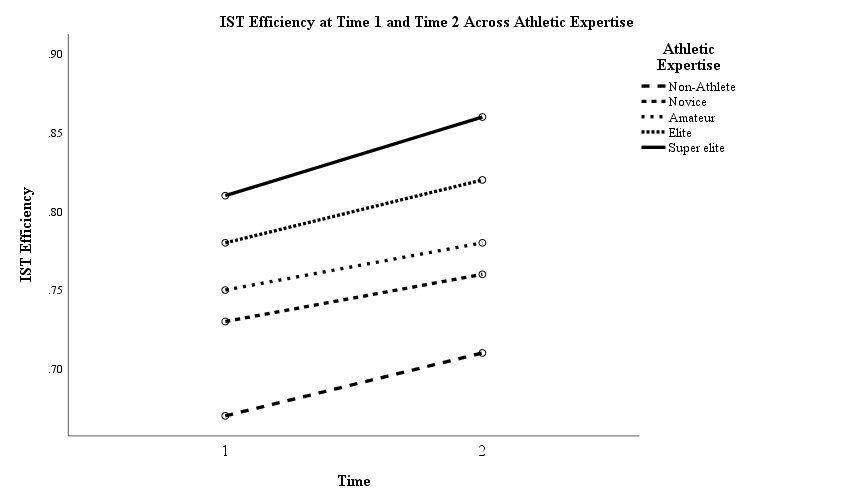 IST Efficiency at Time 1 and Time 2 Across Athletic Expertise
.90
.85
.80
.75
.70
IST Efficiency
1
2
Time
Athletic
Expertise
Non-Athlete
Novice
Amateur
Elite
Super elite